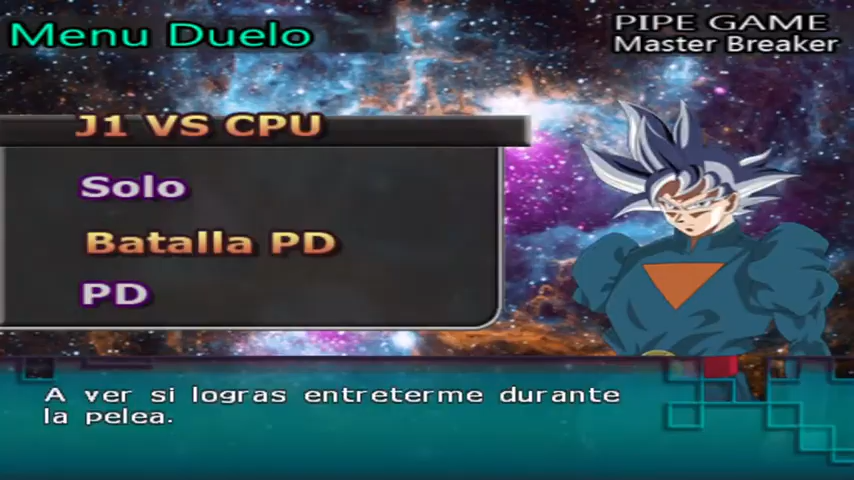 Menu Duelo
PIPE GAME
Master Breaker
J1 VS CPU
Solo
Batalla PD
PD
A ver si logras entreterme durante
la pelea.